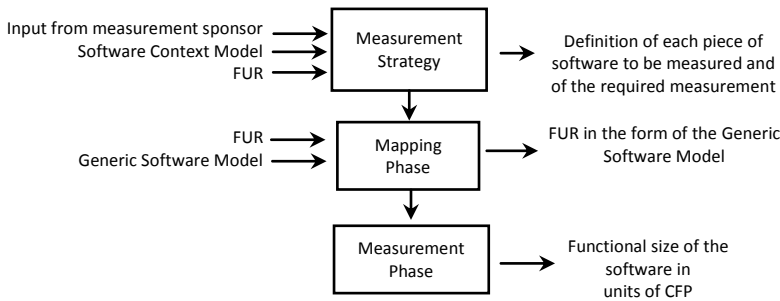 Input from measurement sponsor
Software Context Model
FUR
Measurement
Strategy
Definition of each piece of
software to be measured and
of the required measurement
FUR
Generic Software Model
Mapping
Phase
FUR in the form of the Generic
Software Model
Measurement
Phase
Functional size of the
software in
units of CFP